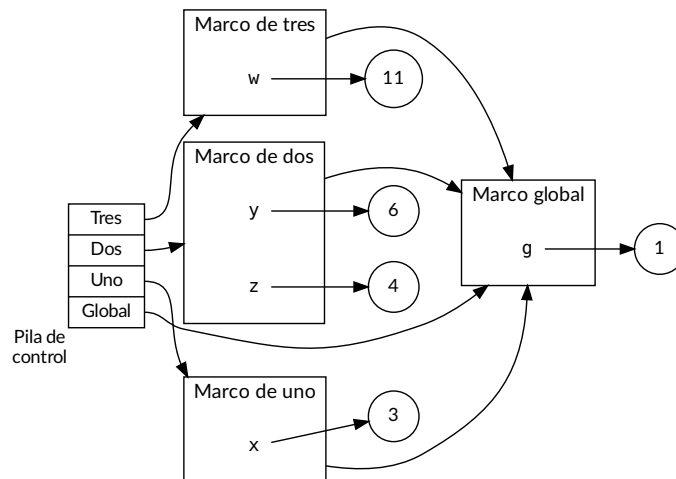 Marco de tres
w
11
Marco de dos
y
6
z
4
Marco global
g
1
Tres
Dos
Uno
Global
Pila de
control
Marco de uno
x
3